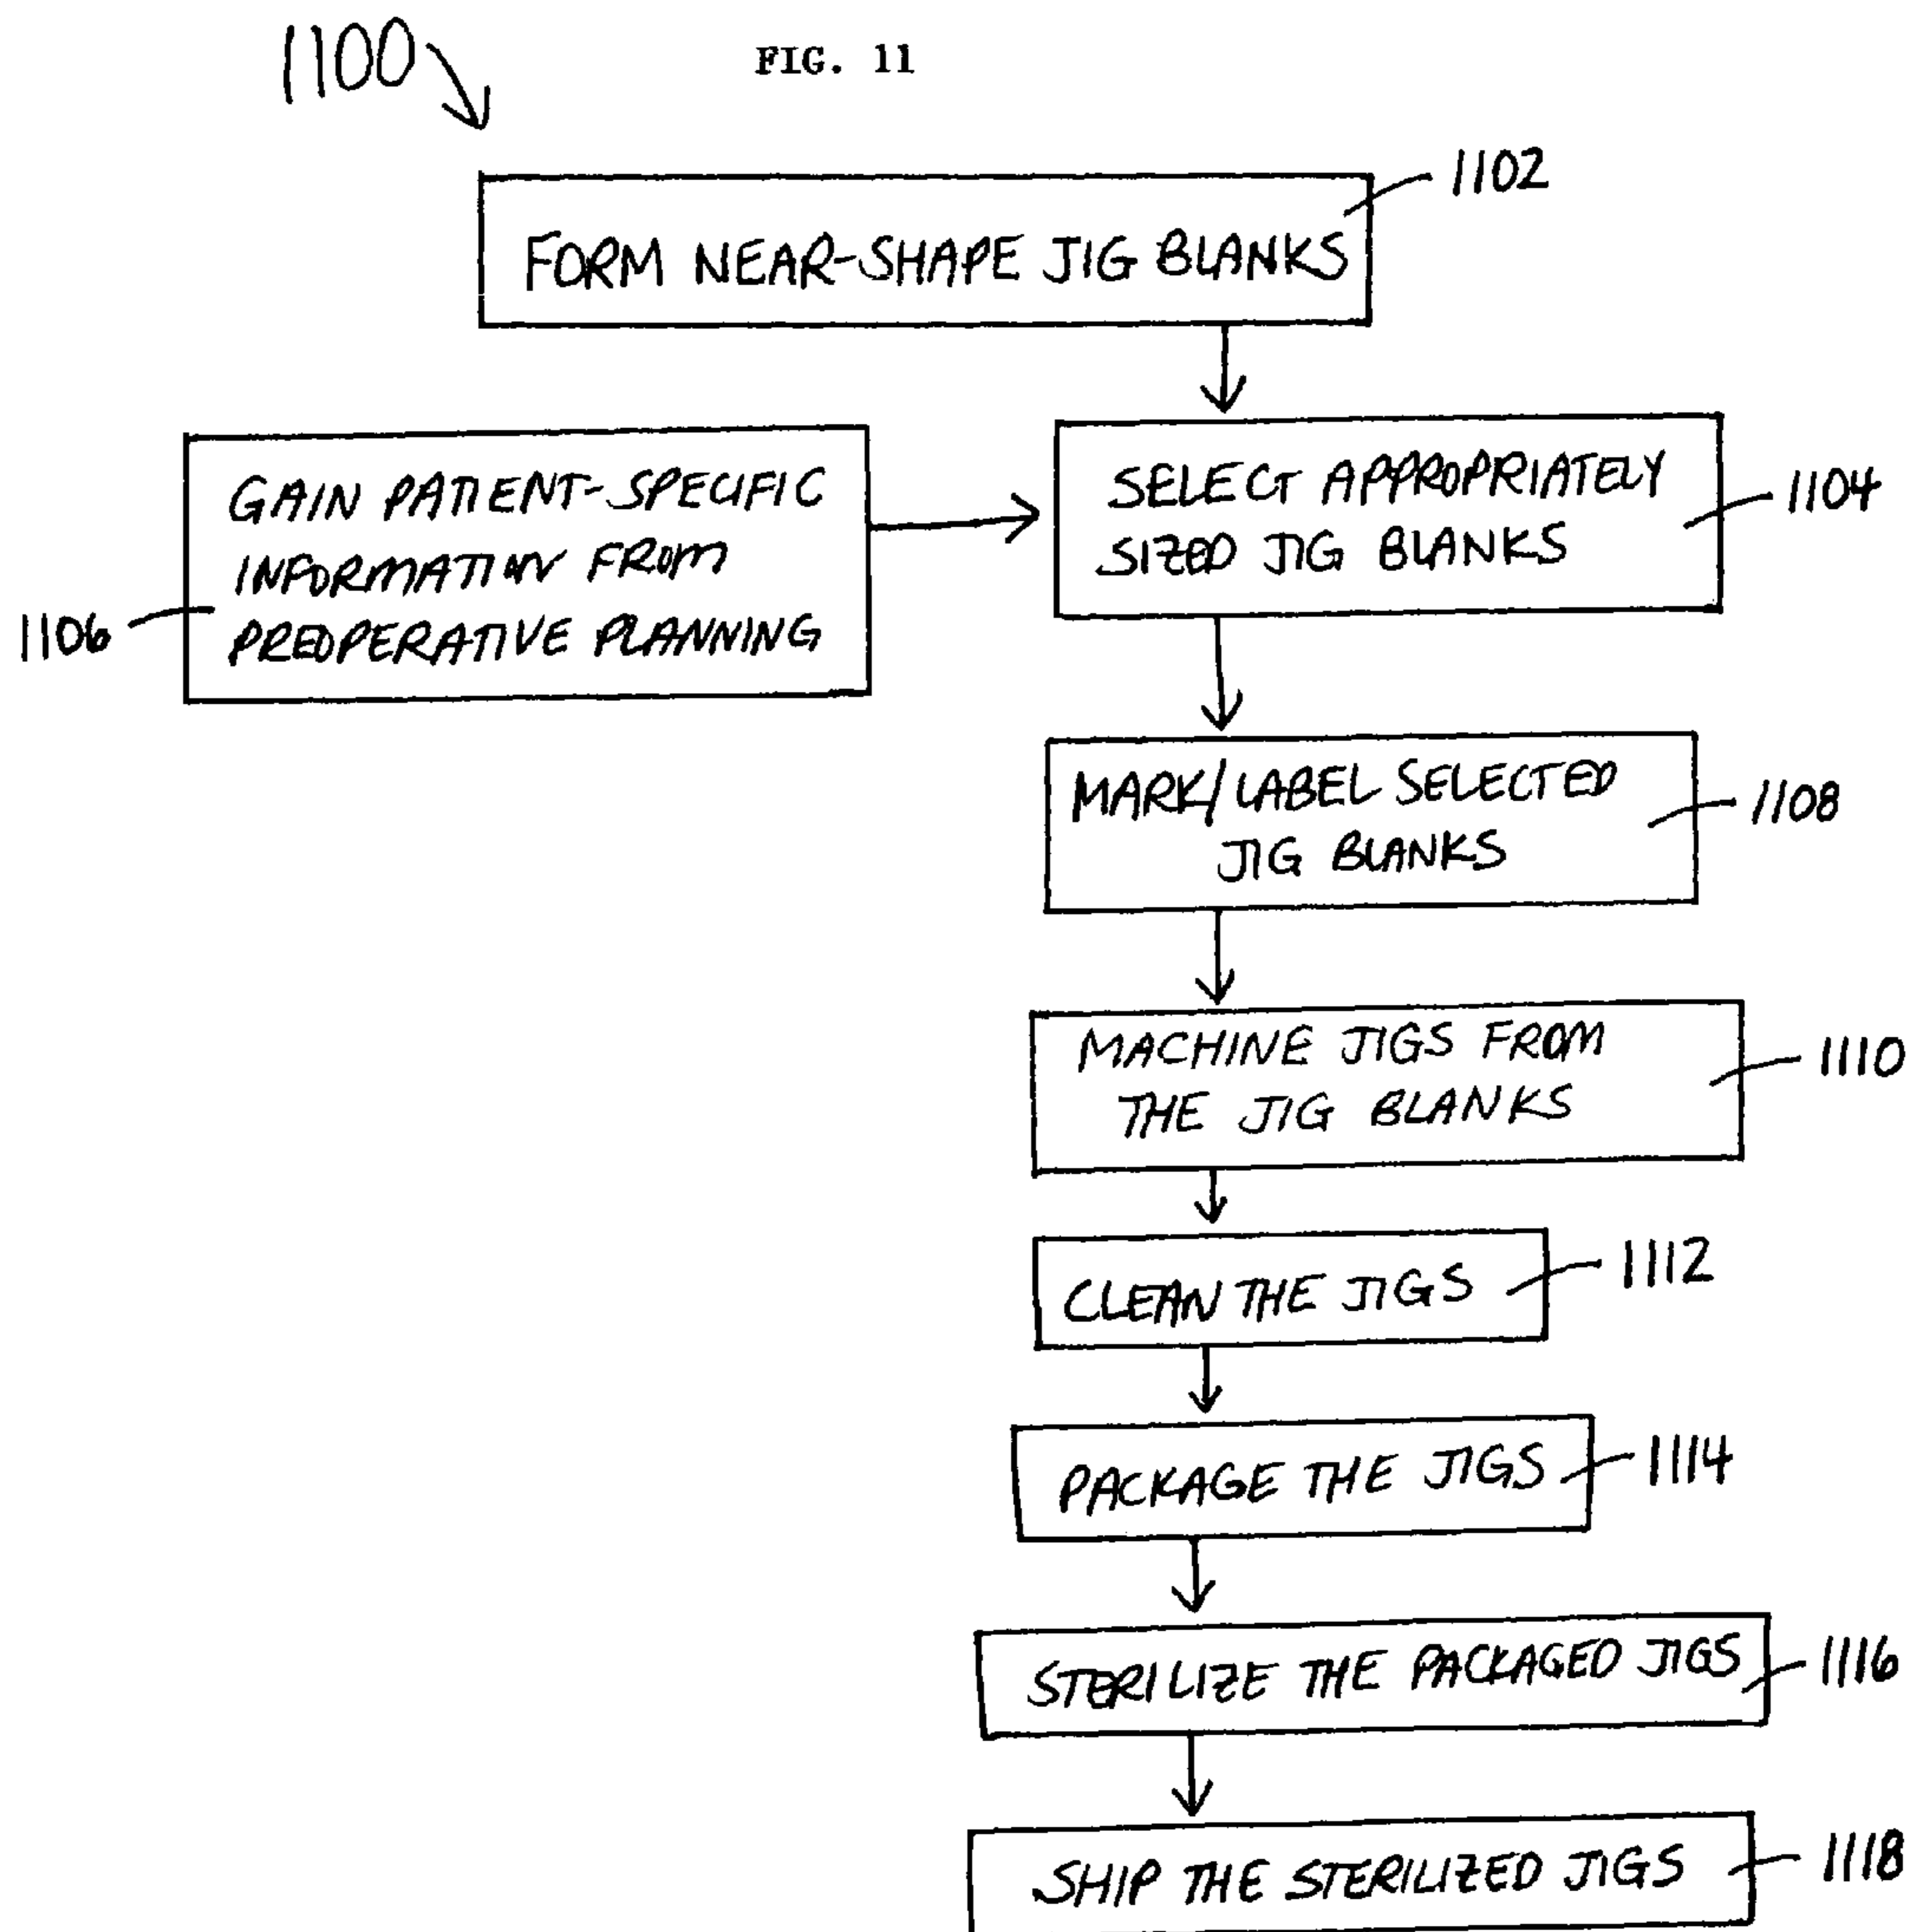 1100
FIG. 11
1102
FORM NEAR-SHAPE JIG BLANKS
GAIN PATIENT-SPECIFIC
INFORMATION FROM
PREOPERATIVE PLANNING
1106
SELECT APPROPRIATELY
SIZED JIG BLANKS
1104
MARK/LABEL SELECTED
JIG BLANKS
1108
MACHINE JIGS FROM
THE JIG BLANKS
1110
CLEAN THE JIGS
1112
PACKAGE THE JIGS
1114
STERILIZE THE PACKAGED JIGS
1116
SHIP THE STERILIZED JIGS
1118